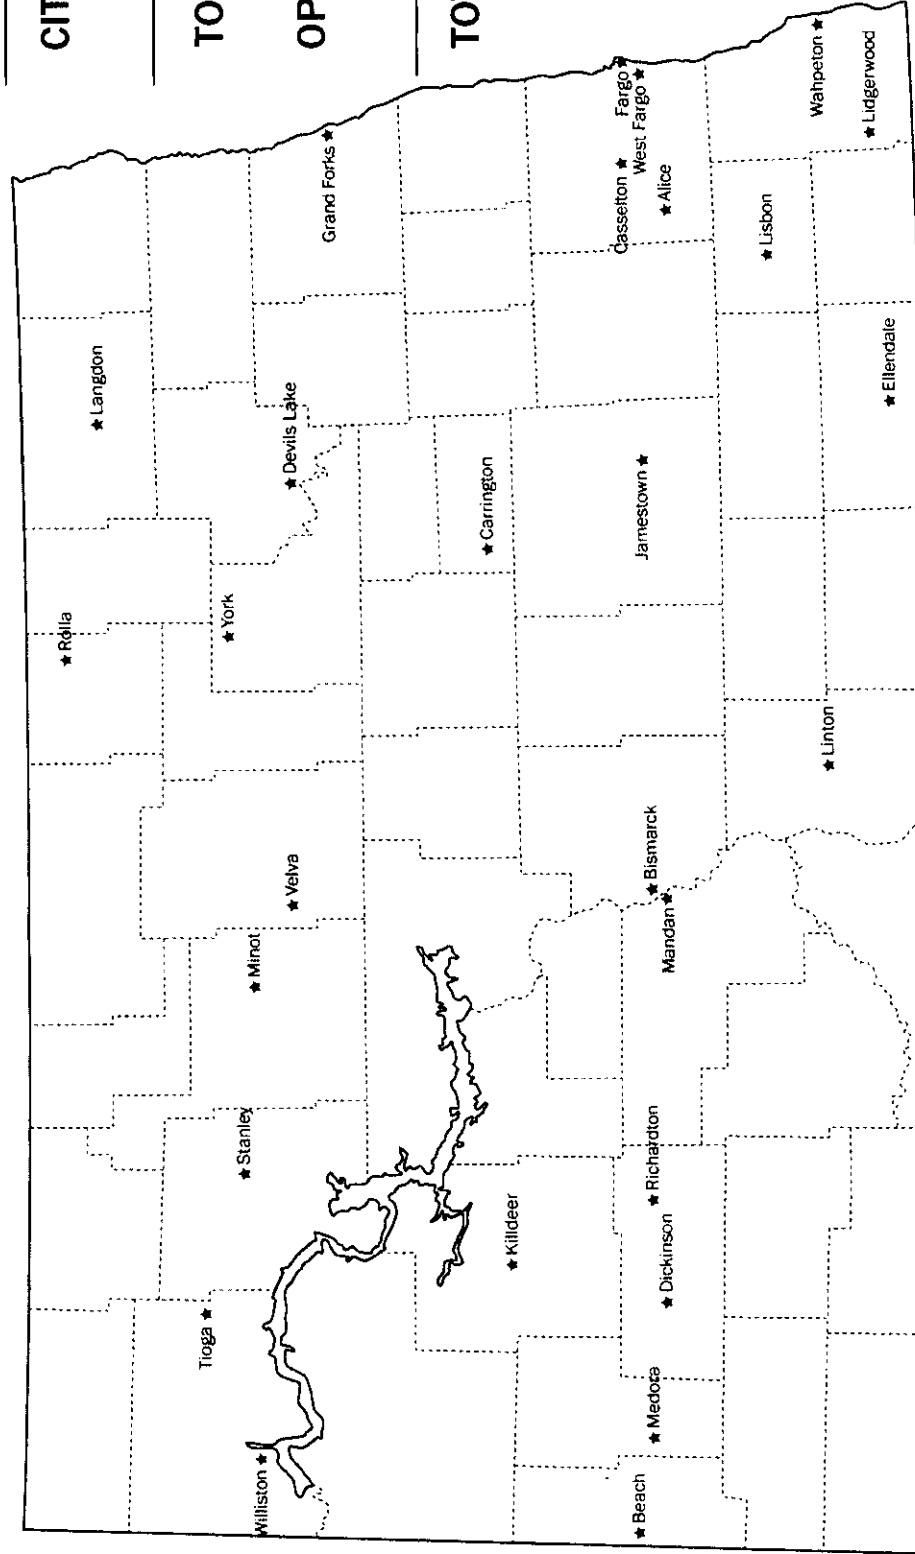 CIT
TO
OP
TO
Rolla
Langdon
York
Devils Lake
Grand Forks
Velva
Minot
Stanley
Tioga
Williston
Carrington
Killdeer
Jamestown
Casselton
Fargo
West Fargo
Alice
Bismarck
Mandan
Richardton
Dickinson
Medora
Beach
Lisbon
Wahpeton
Lidgerwood
Linton
Ellendale